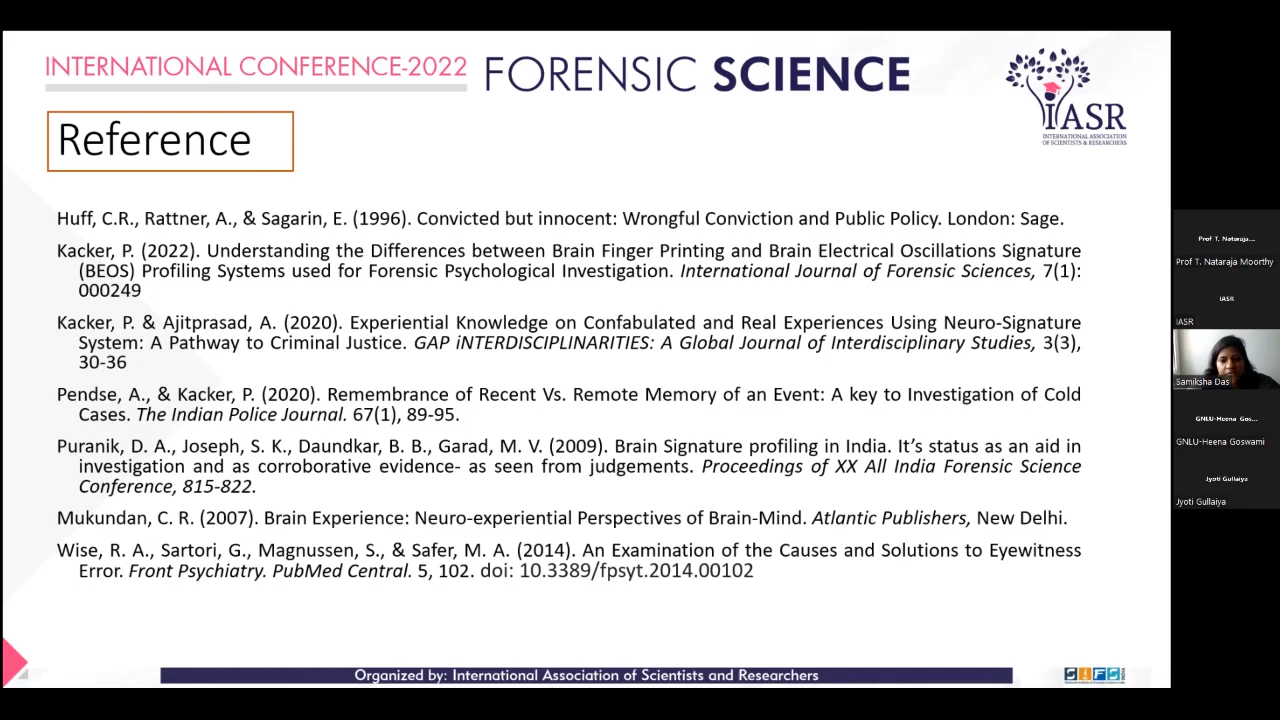 INTERNATIONAL CONFERENCE-2022 FORENSIC SCIENCE
IASR
INTERNATIONAL ASSOCIATION
OF SCIENTISTS & RESEARCHERS
Reference
Huff, C.R., Rattner, A., & Sagarin, E. (1996). Convicted but innocent: Wrongful Conviction and Public Policy. London: Sage.
Kacker, P. (2022). Understanding the Differences between Brain Finger Printing and Brain Electrical Oscillations Signature
(BEOS) Profiling Systems used for Forensic Psychological Investigation. International Journal of Forensic Sciences, 7(1):
000249
Kacker, P. & Ajitprasad, A. (2020). Experiential Knowledge on Confabulated and Real Experiences Using Neuro-Signature
System: A Pathway to Criminal Justice. GAP iNTERDISCIPLINARITIES: A Global Journal of Interdisciplinary Studies, 3(3),
30-36
Pendse, A., & Kacker, P. (2020). Remembrance of Recent Vs. Remote Memory of an Event: A key to Investigation of Cold
Cases. The Indian Police Journal. 67(1), 89-95.
Puranik, D. A., Joseph, S. K., Daundkar, B. B., Garad, M. V. (2009). Brain Signature profiling in India. It’s status as an aid in
investigation and as corroborative evidence- as seen from judgements. Proceedings of XX All India Forensic Science
Conference, 815-822.
Mukundan, C. R. (2007). Brain Experience: Neuro-experiential Perspectives of Brain-Mind. Atlantic Publishers, New Delhi.
Wise, R. A., Sartori, G., Magnussen, S., & Safer, M. A. (2014). An Examination of the Causes and Solutions to Eyewitness
Error. Front Psychiatry. PubMed Central. 5, 102. doi: 10.3389/fpsyt.2014.00102
Organized by: International Association of Scientists and Researchers
SIFS
Prof T. Nataraja...
Prof T. Nataraja Moorthy
IASR
IASR
Samiksha Das
GNLU-Heena Gos...
GNLU-Heena Goswami
Jyoti Gullaiya
Jyoti Gullaiya